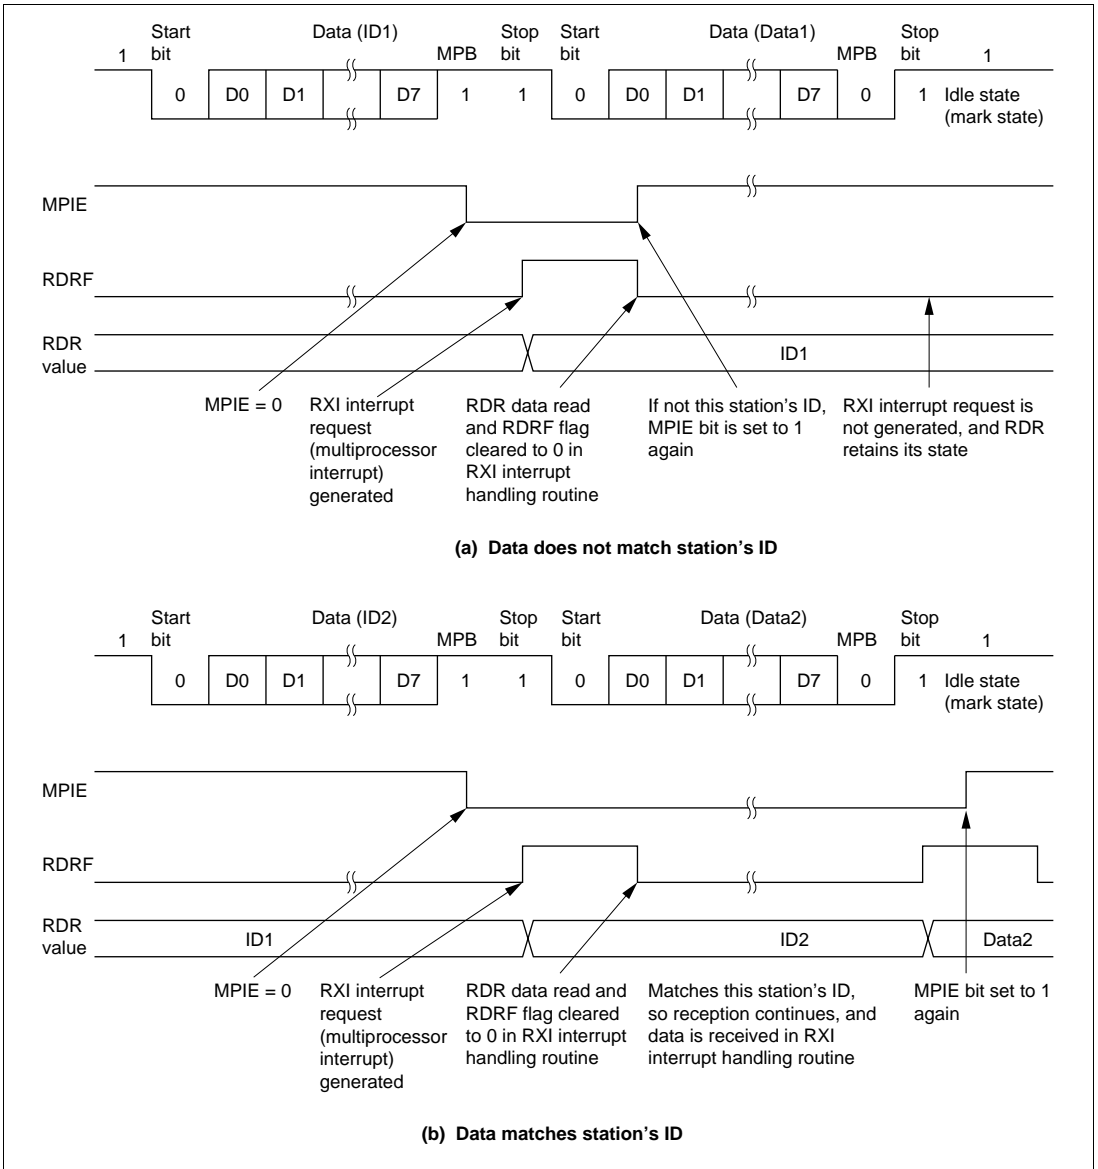 Start Data (ID1) Stop Start Data (Data1) Stop
1 bit MPB bit bit MPB bit 1
0 D0 D1 D7 1 1 0 D0 D1 D7 0 1 Idle state
(mark state)
MPIE
RDRF
RDR
value
ID1
MPIE = 0
RXI interrupt
request
(multiprocessor
interrupt)
generated
RDR data read
and RDRF flag
cleared to 0 in
RXI interrupt
handling routine
If not this station's ID,
MPIE bit is set to 1
again
RXI interrupt request is
not generated, and RDR
retains its state
(a) Data does not match station's ID
Start Data (ID2) Stop Start Data (Data2) Stop
1 bit MPB bit bit MPB bit 1
0 D0 D1 D7 1 1 0 D0 D1 D7 0 1 Idle state
(mark state)
MPIE
RDRF
RDR
value
ID1 ID2 Data2
MPIE = 0
RXI interrupt
request
(multiprocessor
interrupt)
generated
RDR data read and
RDRF flag cleared
to 0 in RXI interrupt
handling routine
Matches this station's ID,
so reception continues, and
data is received in RXI
interrupt handling routine
MPIE bit set to 1
again
(b) Data matches station's ID